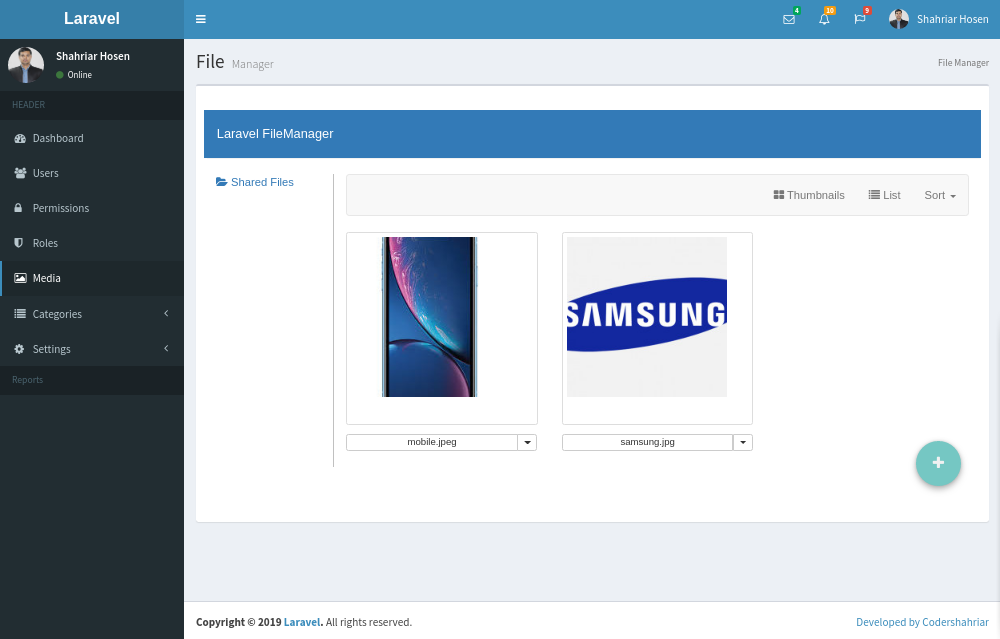 Laravel
4
10
9
Shahriar Hosen
Shahriar Hosen
Online
HEADER
Dashboard
Users
Permissions
Roles
Media
Categories
Settings
Reports
File Manager
File Manager
Laravel FileManager
Shared Files
Thumbnails
List
Sort
SAMSUNG
mobile.jpeg
samsung.jpg
Copyright © 2019 Laravel. All rights reserved.
Developed by Codershahriar